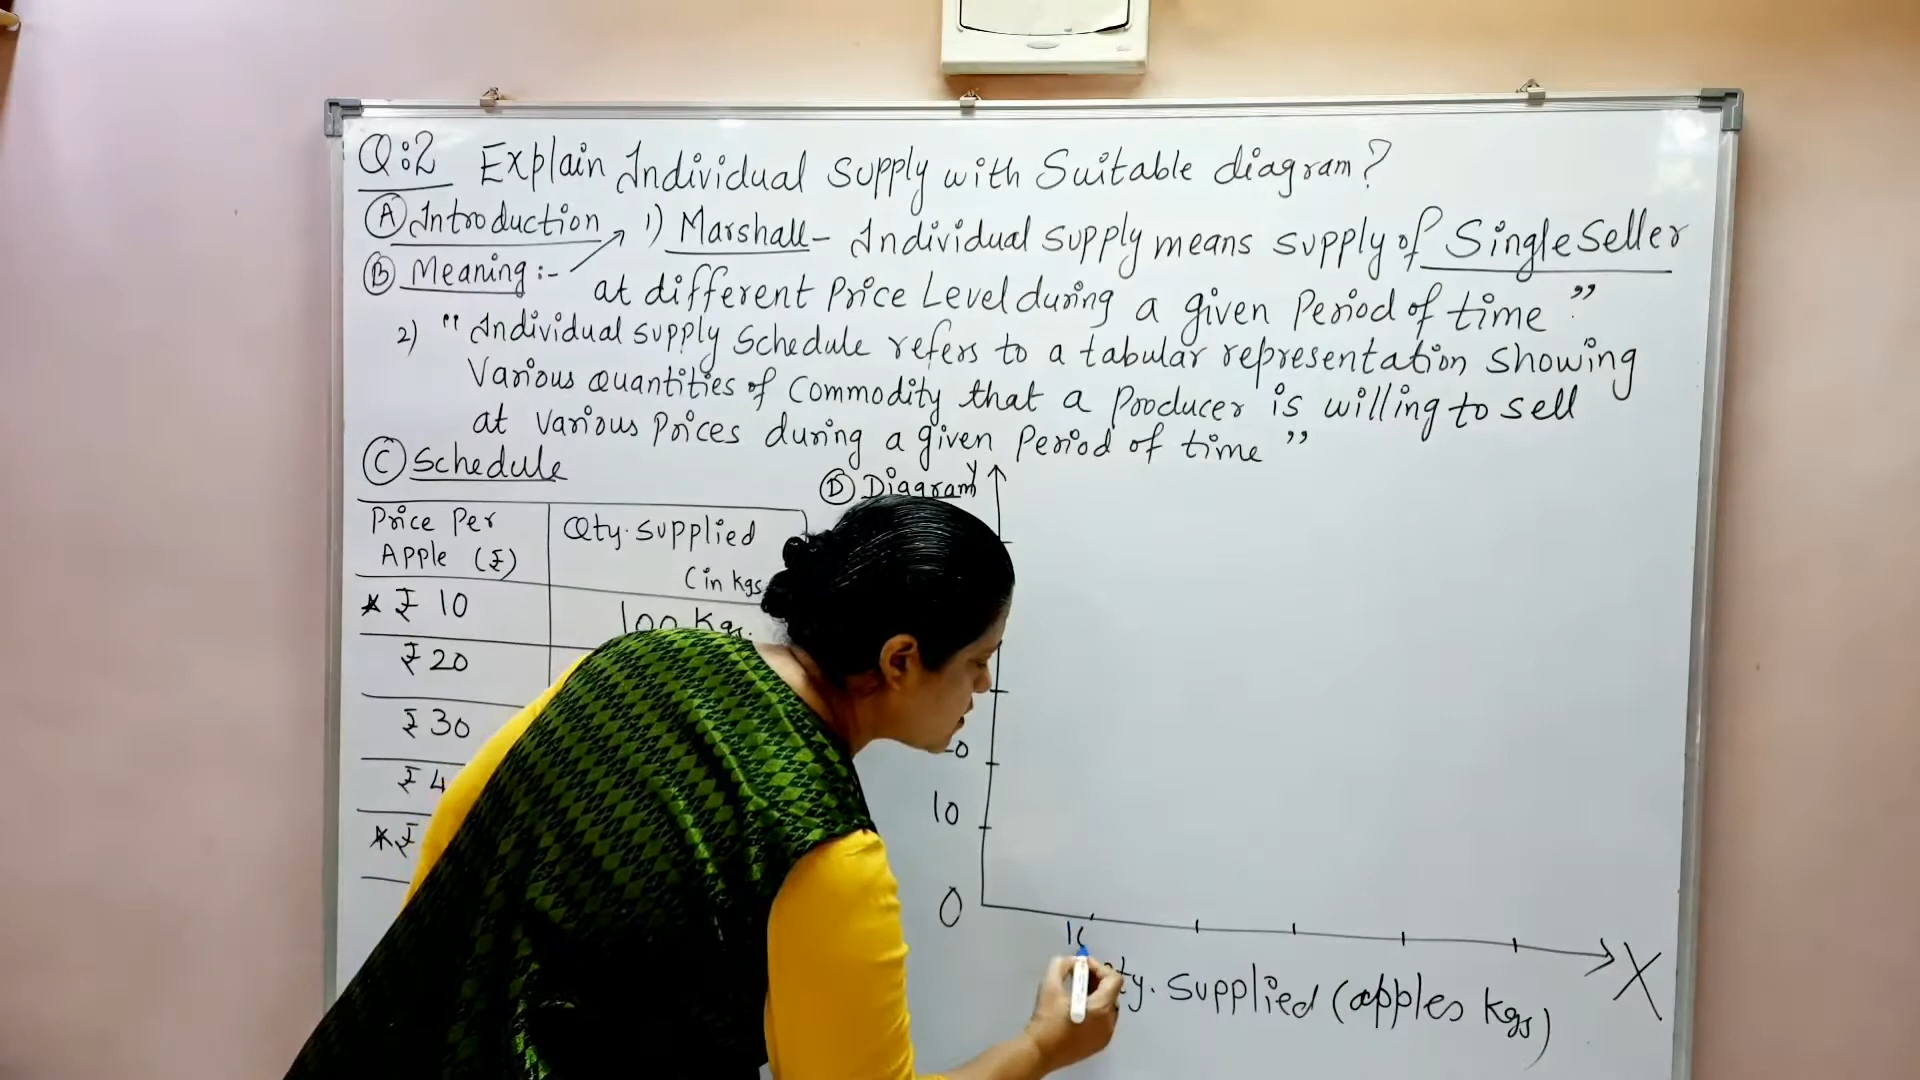 Q:2 Explain Individual Supply with Suitable diagram?
(A) Introduction
(B) Meaning:- 1) Marshall - Individual Supply means supply of Single Seller
at different Price Level during a given Period of time"
2) "Individual Supply Schedule refers to a tabular representation showing
Various Quantities of Commodity that a Producer is willing to sell
at Various Prices during a given Period of time"
(C) Schedule
Price Per Apple (₹) Qty. Supplied (in kgs
* ₹ 10 100 Kgs.
₹ 20
₹ 30
₹ 4
* ₹
(D) Diagram
Y
10
0
X
ty. Supplied (apples kgs)